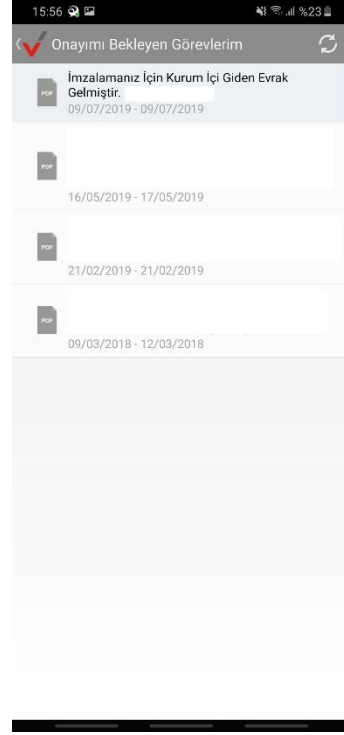 15:56 %23
Onayımı Bekleyen Görevlerim
PDF
İmzalamanız İçin Kurum İçi Giden Evrak
Gelmiştir.
09/07/2019 - 09/07/2019
PDF
16/05/2019 - 17/05/2019
PDF
21/02/2019 - 21/02/2019
PDF
09/03/2018 - 12/03/2018